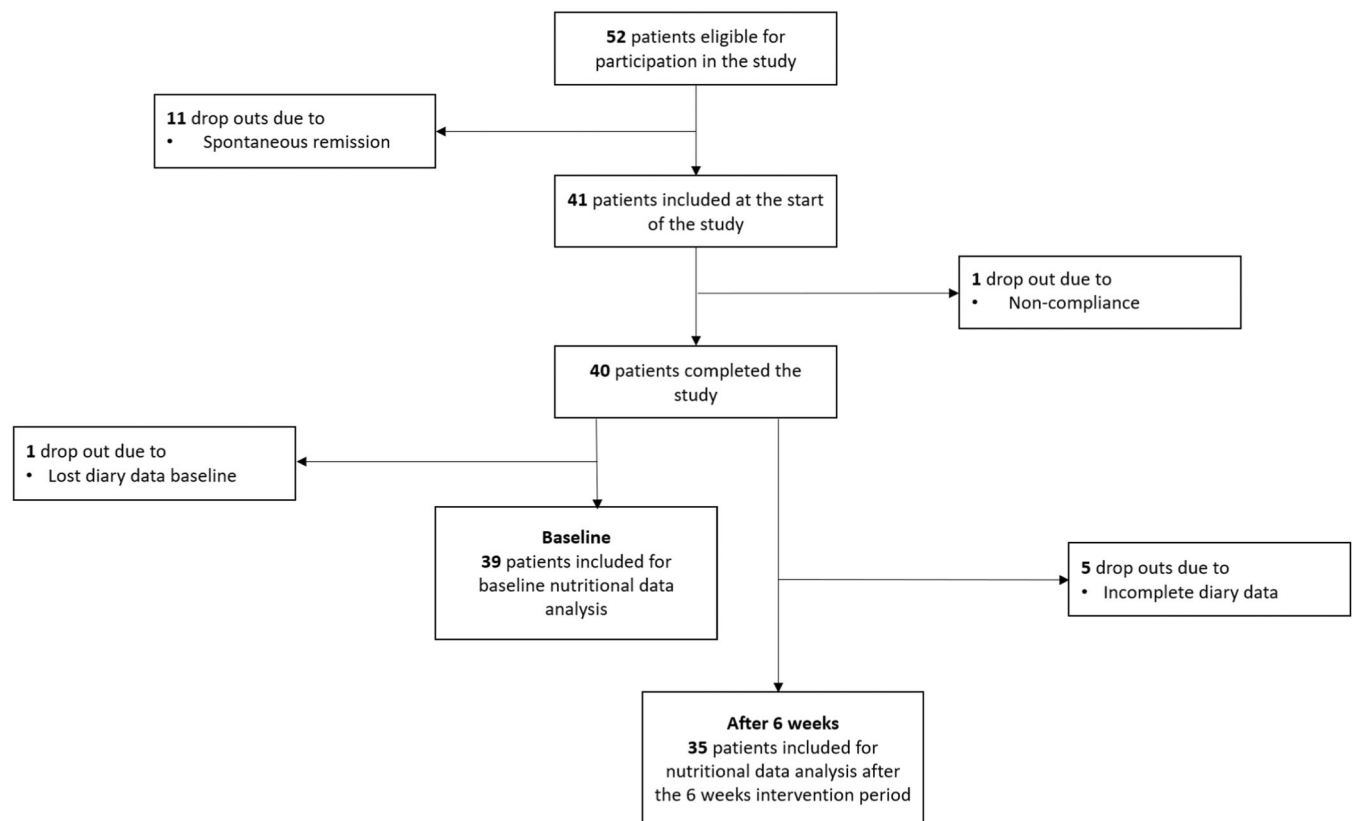 52 patients eligible for
participation in the study
11 drop outs due to
• Spontaneous remission
41 patients included at the start
of the study
1 drop out due to
• Non-compliance
40 patients completed the
study
1 drop out due to
• Lost diary data baseline
Baseline
39 patients included for
baseline nutritional data
analysis
5 drop outs due to
• Incomplete diary data
After 6 weeks
35 patients included for
nutritional data analysis after
the 6 weeks intervention period